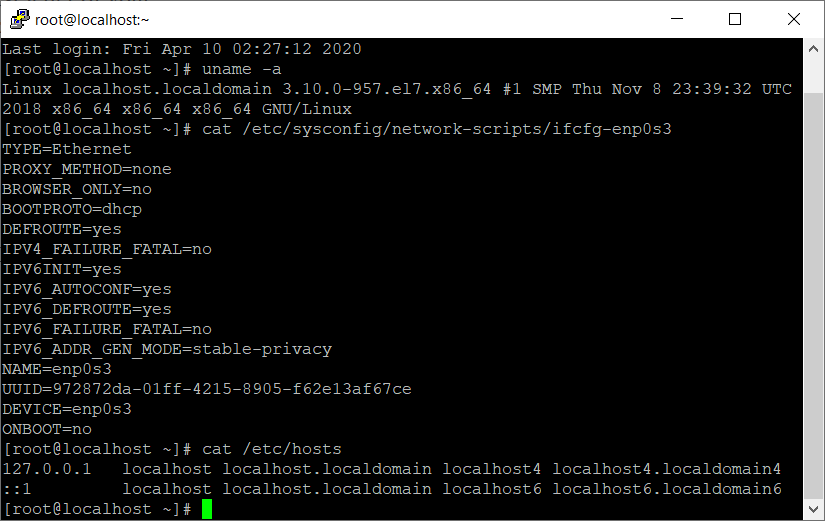 root@localhost:~
Last login: Fri Apr 10 02:27:12 2020
[root@localhost ~]# uname -a
Linux localhost.localdomain 3.10.0-957.el7.x86_64 #1 SMP Thu Nov 8 23:39:32 UTC
2018 x86_64 x86_64 x86_64 GNU/Linux
[root@localhost ~]# cat /etc/sysconfig/network-scripts/ifcfg-enp0s3
TYPE=Ethernet
PROXY_METHOD=none
BROWSER_ONLY=no
BOOTPROTO=dhcp
DEFROUTE=yes
IPV4_FAILURE_FATAL=no
IPV6INIT=yes
IPV6_AUTOCONF=yes
IPV6_DEFROUTE=yes
IPV6_FAILURE_FATAL=no
IPV6_ADDR_GEN_MODE=stable-privacy
NAME=enp0s3
UUID=972872da-01ff-4215-8905-f62e13af67ce
DEVICE=enp0s3
ONBOOT=no
[root@localhost ~]# cat /etc/hosts
127.0.0.1   localhost localhost.localdomain localhost4 localhost4.localdomain4
::1         localhost localhost.localdomain localhost6 localhost6.localdomain6
[root@localhost ~]#